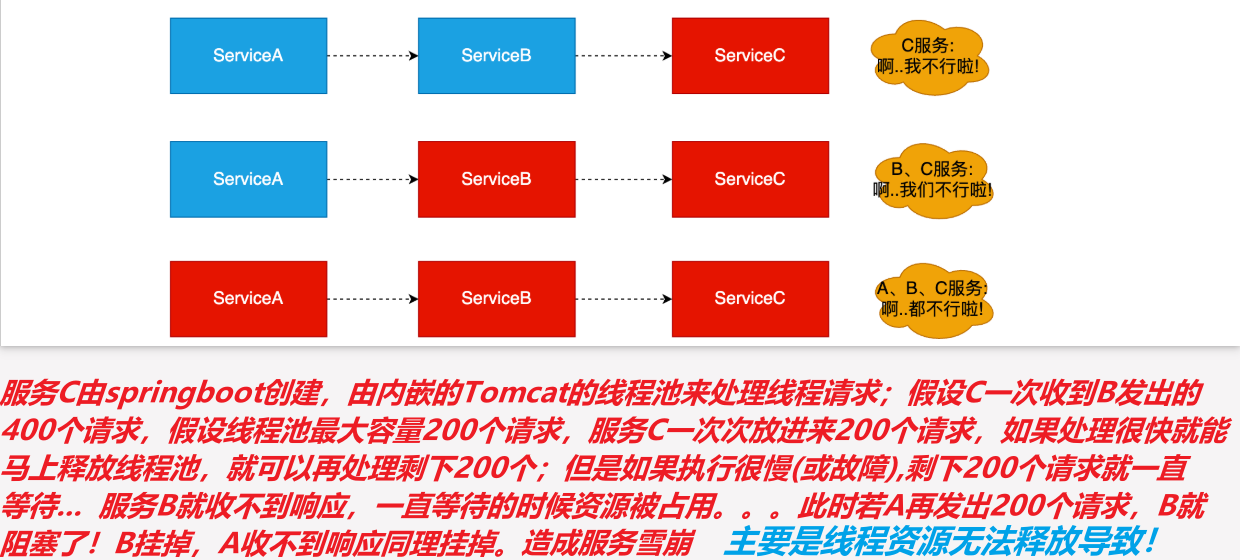 ServiceA ServiceB ServiceC C服务:
啊..我不行啦!
ServiceA ServiceB ServiceC B、C服务:
啊..我们不行啦!
ServiceA ServiceB ServiceC A、B、C服务:
啊..都不行啦!
服务C由springboot创建，由内嵌的Tomcat的线程池来处理线程请求；假设C一次收到B发出的
400个请求，假设线程池最大容量200个请求，服务C一次次放进来200个请求，如果处理很快就能
马上释放线程池，就可以再处理剩下200个；但是如果执行很慢(或故障),剩下200个请求就一直
等待... 服务B就收不到响应，一直等待的时候资源被占用。。。此时若A再发出200个请求，B就
阻塞了！B挂掉，A收不到响应同理挂掉。造成服务雪崩 主要是线程资源无法释放导致！